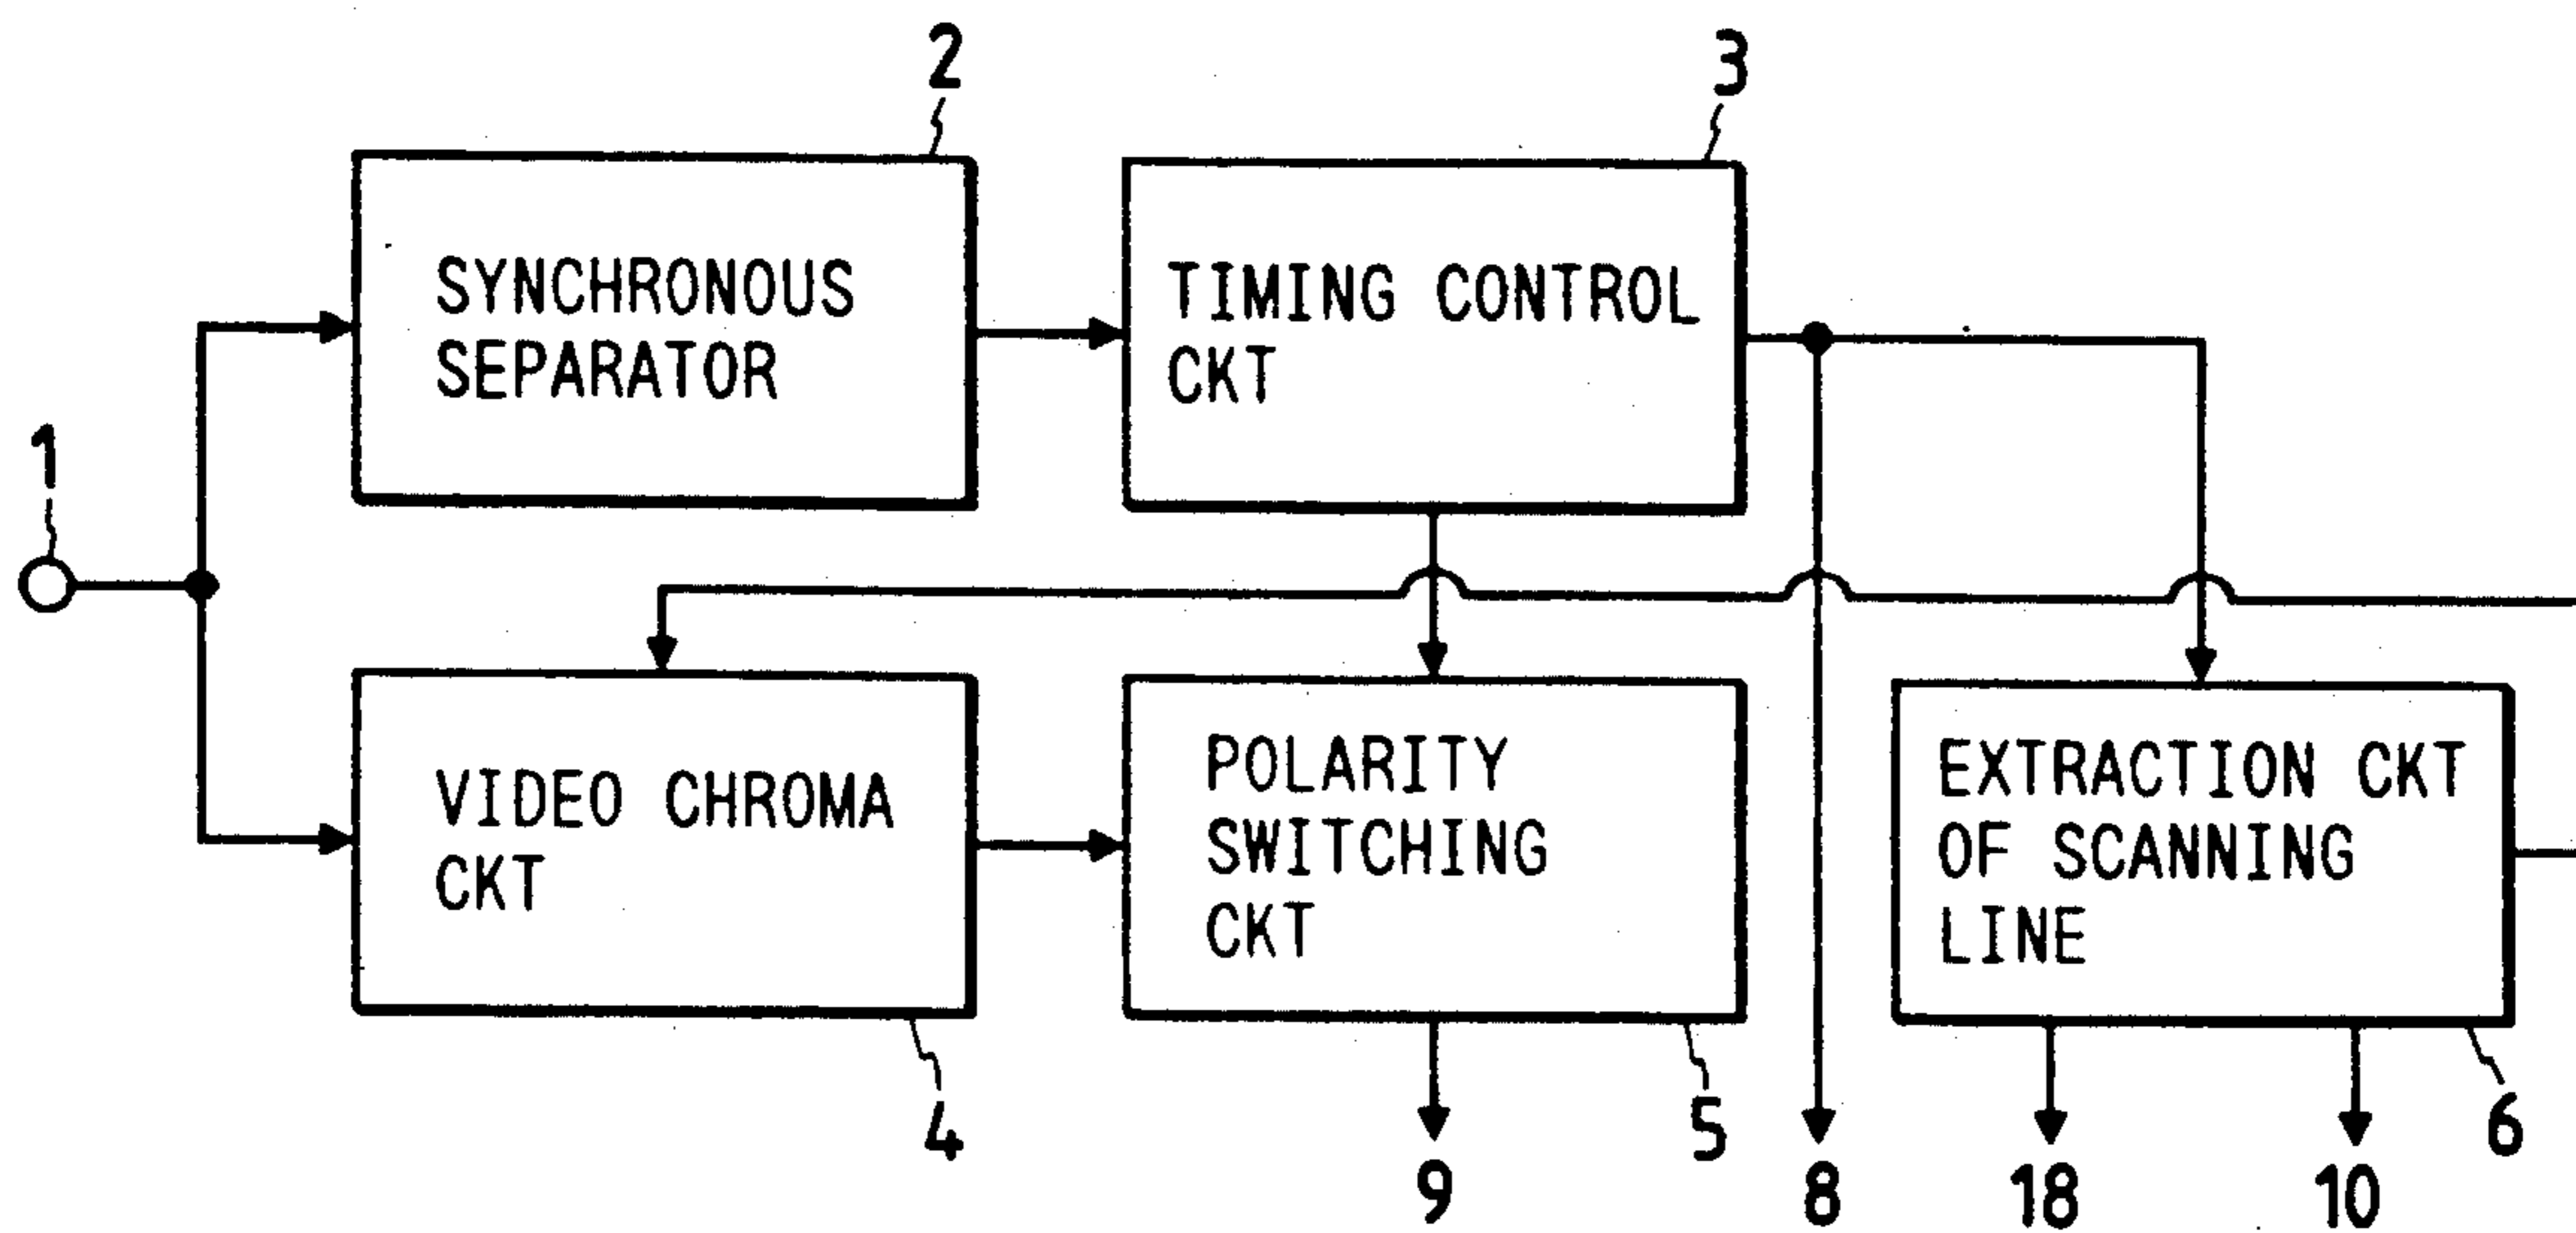 2
3
SYNCHRONOUS
SEPARATOR
TIMING CONTROL
CKT
1
VIDEO CHROMA
CKT
POLARITY
SWITCHING
CKT
EXTRACTION CKT
OF SCANNING
LINE
4
5
6
9
8
18
10